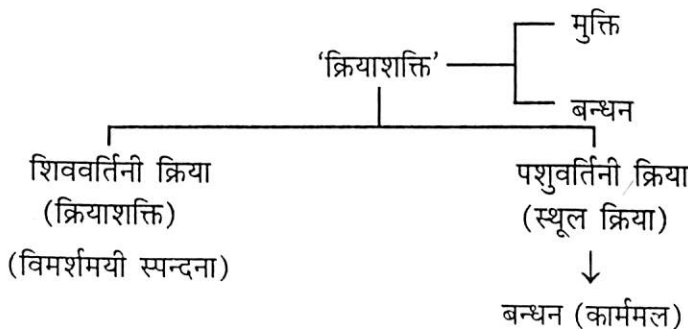 मुक्ति
‘क्रियाशक्ति’
बन्धन
शिववर्तिनी क्रिया
(क्रियाशक्ति)
(विमर्शमयी स्पन्दना)
पशुवर्तिनी क्रिया
(स्थूल क्रिया)
↓
बन्धन (कार्ममल)